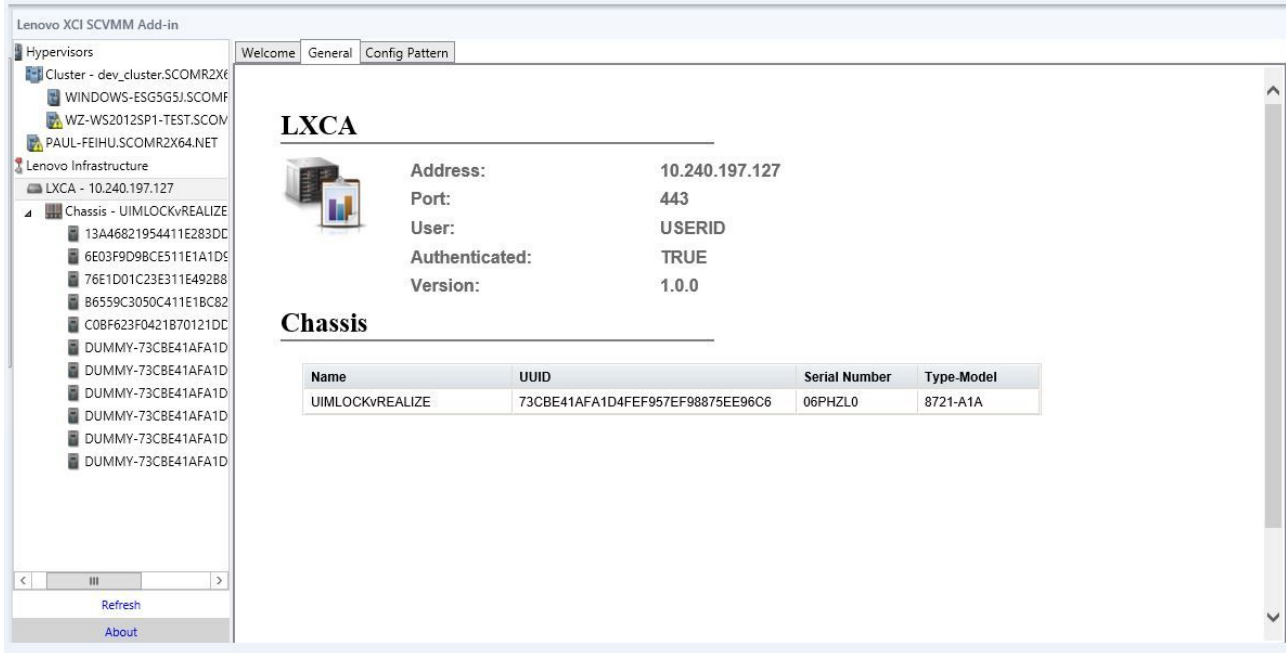 Lenovo XCI SCVMM Add-in
Hypervisors
Cluster - dev_cluster.SCOMR2X6
WINDOWS-ESG5G5J.SCOMF
WZ-WS2012SP1-TEST.SCOM
PAUL-FEIHU.SCOMR2X64.NET
Lenovo Infrastructure
LXCA - 10.240.197.127
Chassis - UIMLOCKvREALIZE
13A46821954411E283DD
6E03F9D9BCE511E1A1D9
76E1D01C23E311E492B8
B6559C3050C411E1BC82
C0BF623F0421B70121DD
DUMMY-73CBE41AFA1D
DUMMY-73CBE41AFA1D
DUMMY-73CBE41AFA1D
DUMMY-73CBE41AFA1D
DUMMY-73CBE41AFA1D
DUMMY-73CBE41AFA1D
Refresh
About
Welcome General Config Pattern
LXCA
Address: 10.240.197.127
Port: 443
User: USERID
Authenticated: TRUE
Version: 1.0.0
Chassis
Name UUID Serial Number Type-Model
UIMLOCKvREALIZE 73CBE41AFA1D4FEF957EF98875EE96C6 06PHZL0 8721-A1A